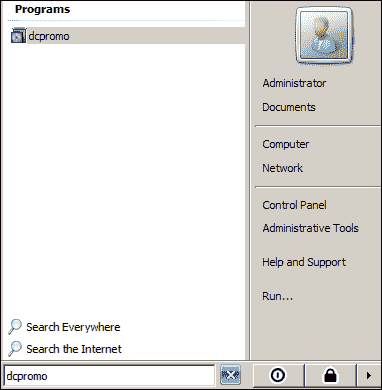 Programs
dcpromo
Administrator
Documents
Computer
Network
Control Panel
Administrative Tools
Help and Support
Run...
Search Everywhere
Search the Internet
dcpromo